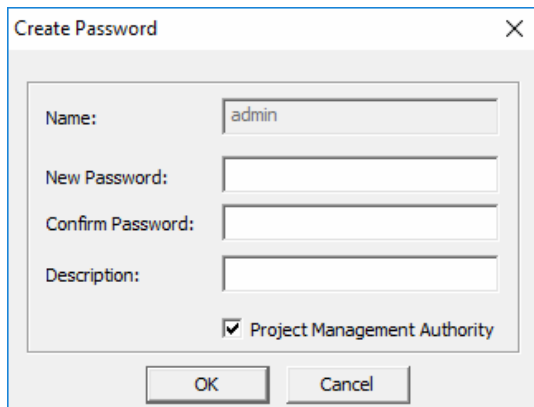 Create Password
Name: admin
New Password:
Confirm Password:
Description:
Project Management Authority
OK Cancel